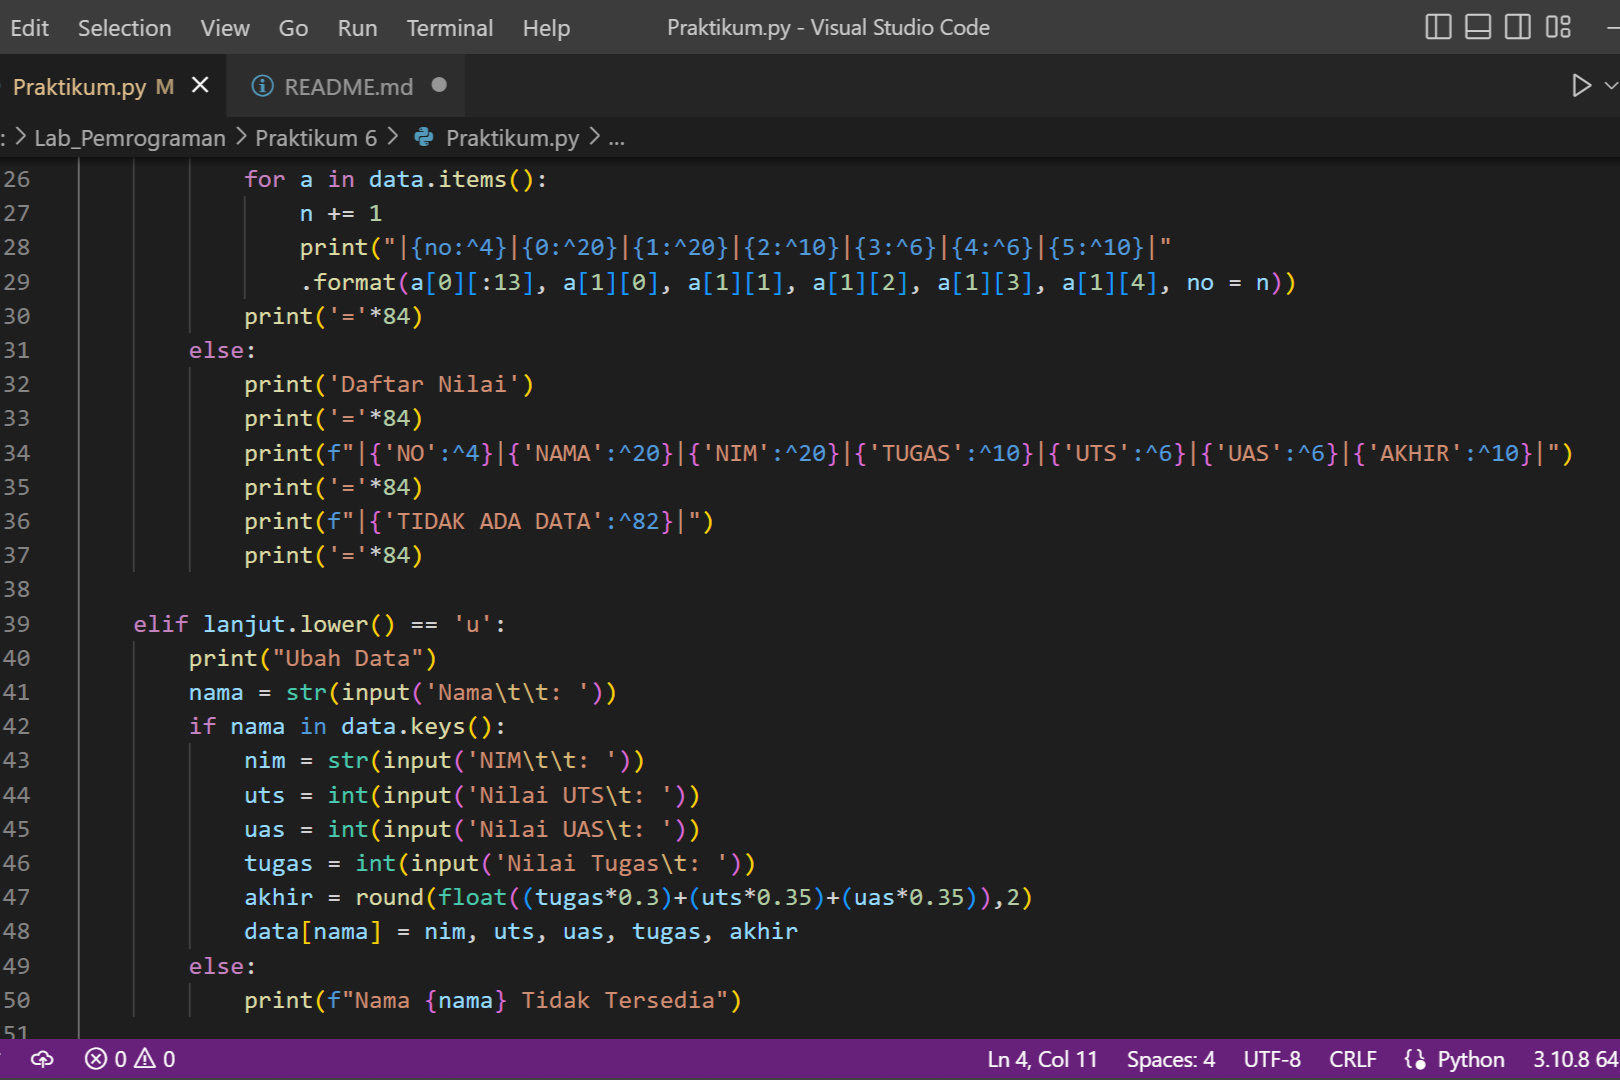 Edit Selection View Go Run Terminal Help Praktikum.py - Visual Studio Code
Praktikum.py M README.md
: > Lab_Pemrograman > Praktikum 6 > Praktikum.py > ...
26 for a in data.items():
27 n += 1
28 print("|{no:^4}|{0:^20}|{1:^20}|{2:^10}|{3:^6}|{4:^6}|{5:^10}|"
29 .format(a[0][:13], a[1][0], a[1][1], a[1][2], a[1][3], a[1][4], no = n))
30 print('='*84)
31 else:
32 print('Daftar Nilai')
33 print('='*84)
34 print(f"|{'NO':^4}|{'NAMA':^20}|{'NIM':^20}|{'TUGAS':^10}|{'UTS':^6}|{'UAS':^6}|{'AKHIR':^10}|")
35 print('='*84)
36 print(f"|{'TIDAK ADA DATA':^82}|")
37 print('='*84)
38
39 elif lanjut.lower() == 'u':
40 print("Ubah Data")
41 nama = str(input('Nama\t\t: '))
42 if nama in data.keys():
43 nim = str(input('NIM\t\t: '))
44 uts = int(input('Nilai UTS\t: '))
45 uas = int(input('Nilai UAS\t: '))
46 tugas = int(input('Nilai Tugas\t: '))
47 akhir = round(float((tugas*0.3)+(uts*0.35)+(uas*0.35)),2)
48 data[nama] = nim, uts, uas, tugas, akhir
49 else:
50 print(f"Nama {nama} Tidak Tersedia")
51
0 0 Ln 4, Col 11 Spaces: 4 UTF-8 CRLF Python 3.10.8 64